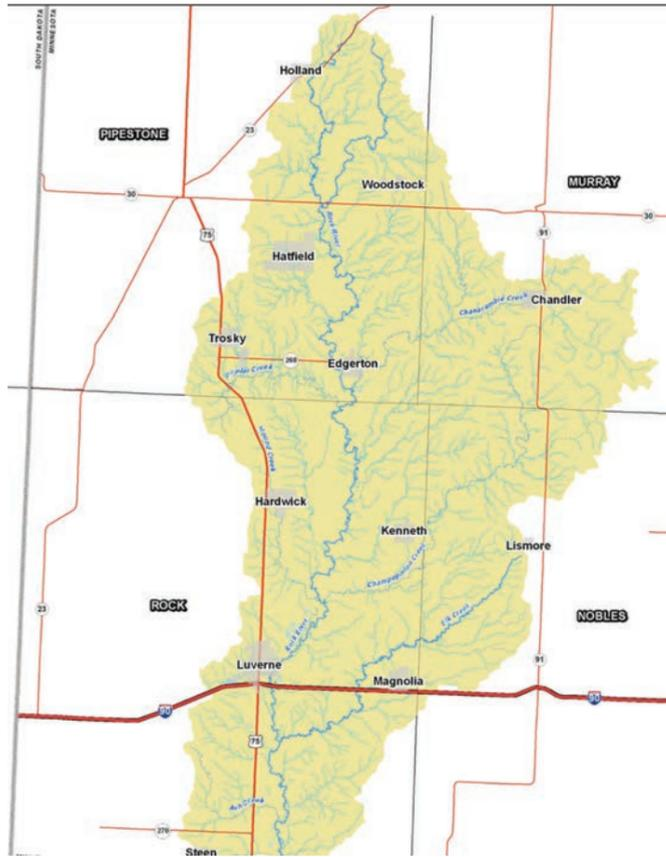 SOUTH DAKOTA
MINNESOTA
Holland
23
PIPESTONE
Woodstock
MURRAY
30
30
75
Rock River
91
Hatfield
Chanarambie Creek
Chandler
Trosky
268
Edgerton
Creek
Creek
Hardwick
Kenneth
Lismore
Champepadan Creek
23
ROCK
Elk Creek
NOBLES
Rock River
Luverne
91
Magnolia
90
90
75
Ash Creek
270
Steen